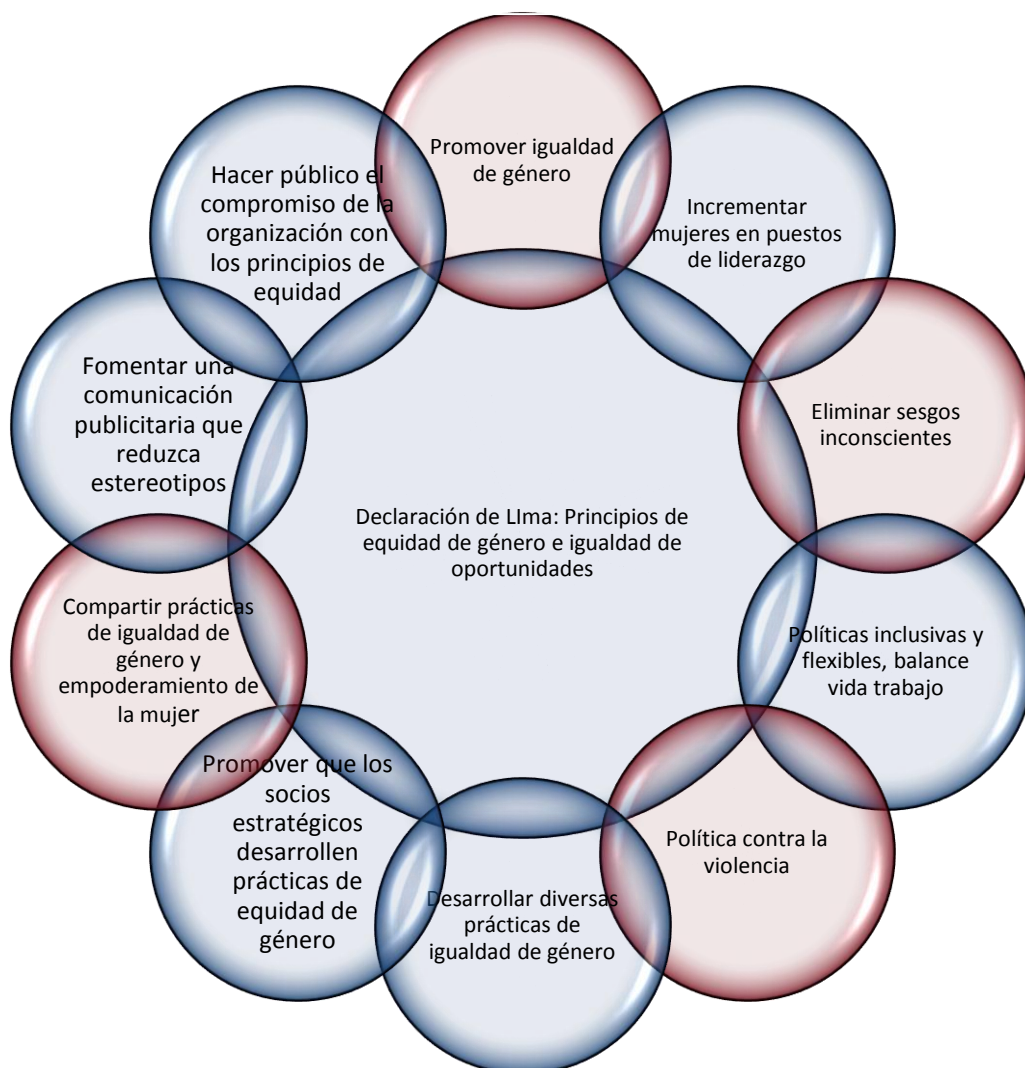 Promover igualdad
de género
Incrementar
mujeres en puestos
de liderazgo
Eliminar sesgos
inconscientes
Políticas inclusivas y
flexibles, balance
vida trabajo
Política contra la
violencia
Desarrollar diversas
prácticas de
igualdad de género
Promover que los
socios
estratégicos
desarrollen
prácticas de
equidad de
género
Compartir prácticas
de igualdad de
género y
empoderamiento de
la mujer
Fomentar una
comunicación
publicitaria que
reduzca
estereotipos
Hacer público el
compromiso de la
organización con
los principios de
equidad
Declaración de LIma: Principios de
equidad de género e igualdad de
oportunidades